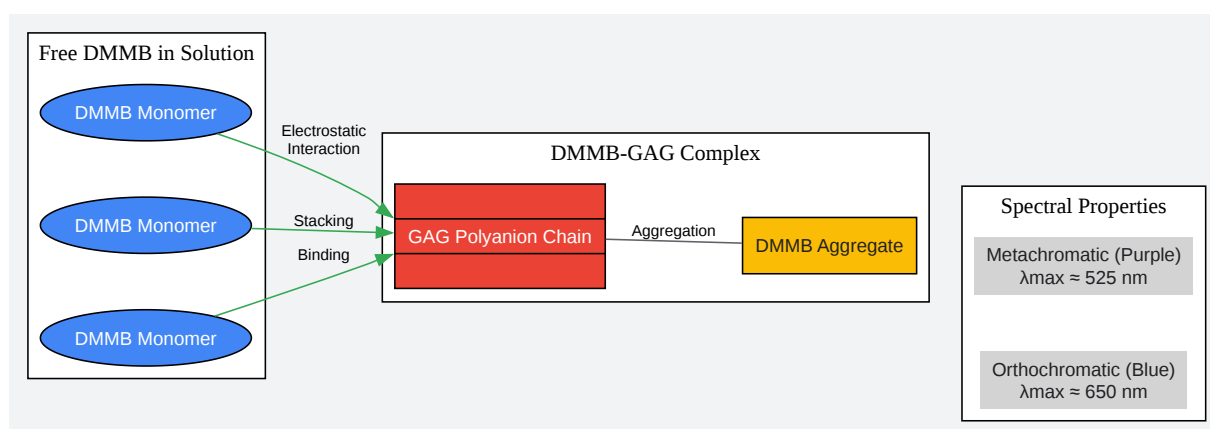 Free DMMB in Solution
DMMB Monomer
DMMB Monomer
DMMB Monomer
Electrostatic
Interaction
Stacking
Binding
DMMB-GAG Complex
GAG Polyanion Chain
Aggregation
DMMB Aggregate
Spectral Properties
Metachromatic (Purple)
λmax ≈ 525 nm
Orthochromatic (Blue)
λmax ≈ 650 nm